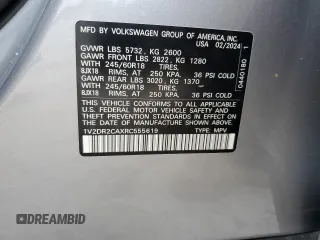 MFD BY VOLKSWAGEN GROUP OF AMERICA, INC.
USA 02/2024
GVWR LBS 5732, KG 2600
GAWR FRONT LBS 2822, KG 1280
WITH 245/60R18 TIRES,
8JX18 RIMS, AT 250 KPA/ 36 PSI COLD
GAWR REAR LBS 3020, KG 1370
WITH 245/60R18 TIRES,
8JX18 RIMS, AT 250 KPA/ 36 PSI COLD
THIS VEHICLE CONFORMS TO ALL APPLICABLE
U.S. FEDERAL MOTOR VEHICLE SAFETY AND
THEFT PREVENTION STANDARDS IN EFFECT ON
THE DATE OF MANUFACTURE SHOWN ABOVE.
1V2DR2CAXRC555619 TYPE: MPV
0440180 1
DREAMBID